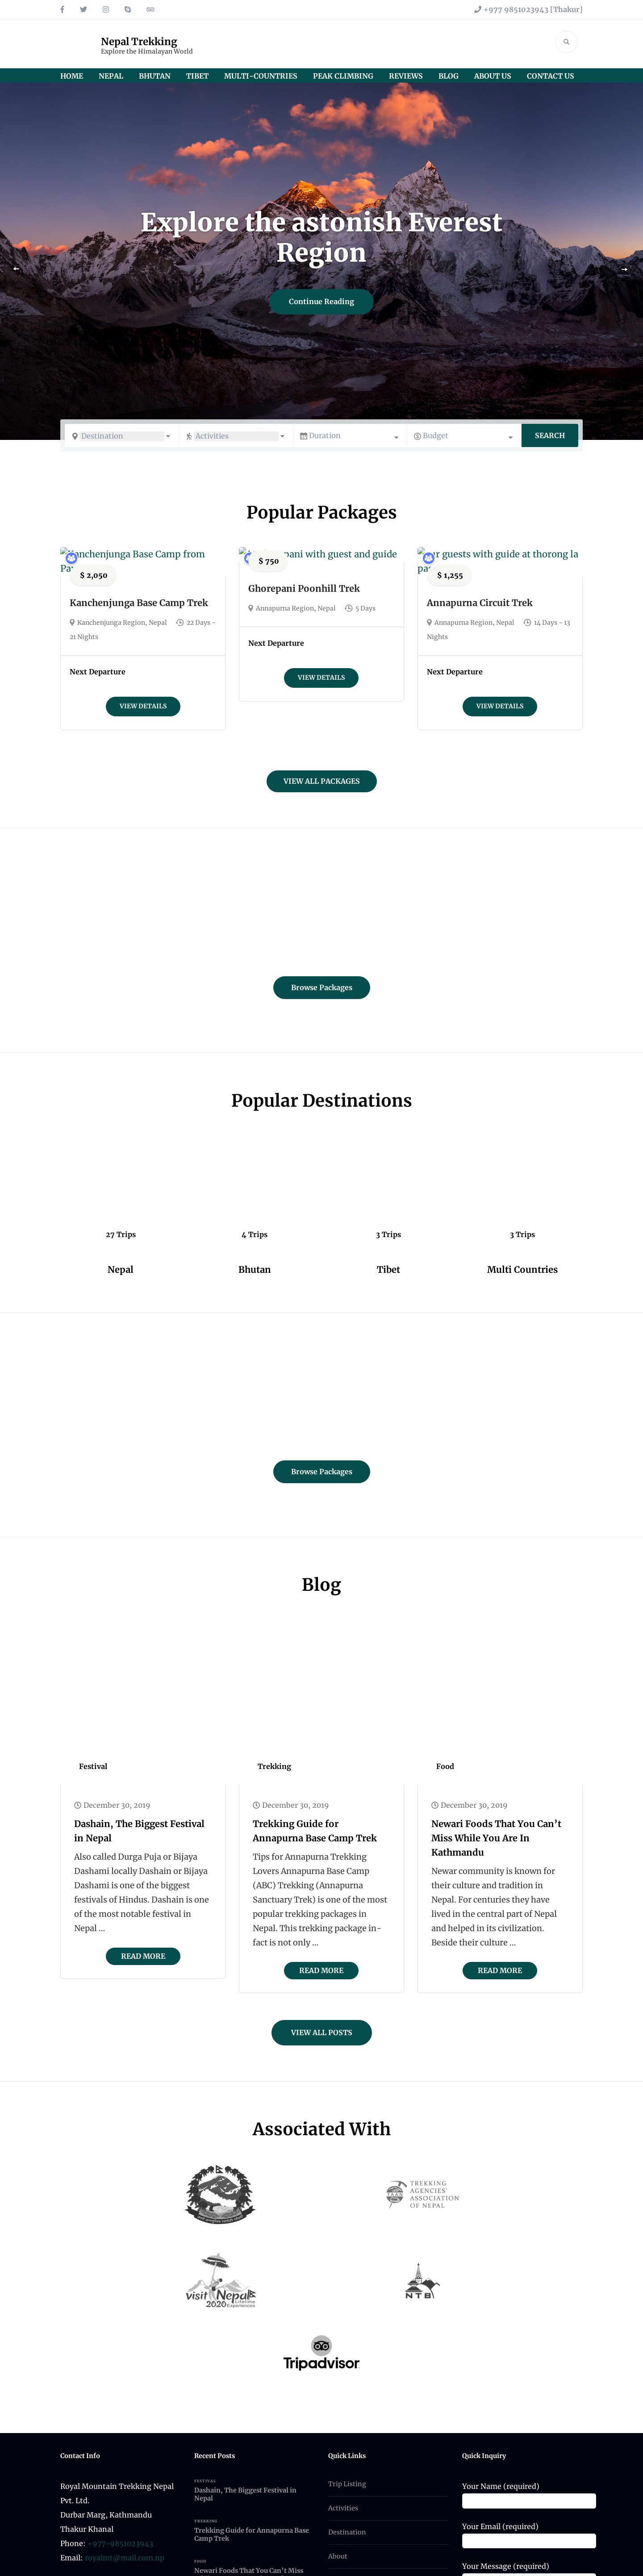 +977 9851023943 [Thakur]
Nepal Trekking
Explore the Himalayan World
HOME NEPAL BHUTAN TIBET MULTI-COUNTRIES PEAK CLIMBING REVIEWS BLOG ABOUT US CONTACT US
Explore the astonish Everest
Region
Continue Reading
Destination Activities Duration Budget SEARCH
Popular Packages
Kanchenjunga Base Camp from
$ 2,050
Kanchenjunga Base Camp Trek
Kanchenjunga Region, Nepal 22 Days -
21 Nights
Next Departure
VIEW DETAILS
with guest and guide
$ 750
Ghorepani Poonhill Trek
Annapurna Region, Nepal 5 Days
Next Departure
VIEW DETAILS
guests with guide at thorong la
$ 1,255
Annapurna Circuit Trek
Annapurna Region, Nepal 14 Days - 13
Nights
Next Departure
VIEW DETAILS
VIEW ALL PACKAGES
Browse Packages
Popular Destinations
27 Trips
Nepal
4 Trips
Bhutan
3 Trips
Tibet
3 Trips
Multi Countries
Browse Packages
Blog
Festival
December 30, 2019
Dashain, The Biggest Festival
in Nepal
Also called Durga Puja or Bijaya
Dashami locally Dashain or Bijaya
Dashami is one of the biggest
festivals of Hindus. Dashain is one
of the most notable festival in
Nepal ...
READ MORE
Trekking
December 30, 2019
Trekking Guide for
Annapurna Base Camp Trek
Tips for Annapurna Trekking
Lovers Annapurna Base Camp
(ABC) Trekking (Annapurna
Sanctuary Trek) is one of the most
popular trekking packages in
Nepal. This trekking package in-
fact is not only ...
READ MORE
Food
December 30, 2019
Newari Foods That You Can't
Miss While You Are In
Kathmandu
Newar community is known for
their culture and tradition in
Nepal. For centuries they have
lived in the central part of Nepal
and helped in its civilization.
Beside their culture ...
READ MORE
VIEW ALL POSTS
Associated With
TREKKING
AGENCIES'
ASSOCIATION
OF NEPAL
visit Nepal
Lifetime
2020 Experiences
NTB
Tripadvisor
Contact Info
Royal Mountain Trekking Nepal
Pvt. Ltd.
Durbar Marg, Kathmandu
Thakur Khanal
Phone: +977-9851023943
Email: royalmt@mail.com.np
Recent Posts
FESTIVAL
Dashain, The Biggest Festival in
Nepal
TREKKING
Trekking Guide for Annapurna Base
Camp Trek
FOOD
Newari Foods That You Can't Miss
Quick Links
Trip Listing
Activities
Destination
About
Quick Inquiry
Your Name (required)
Your Email (required)
Your Message (required)